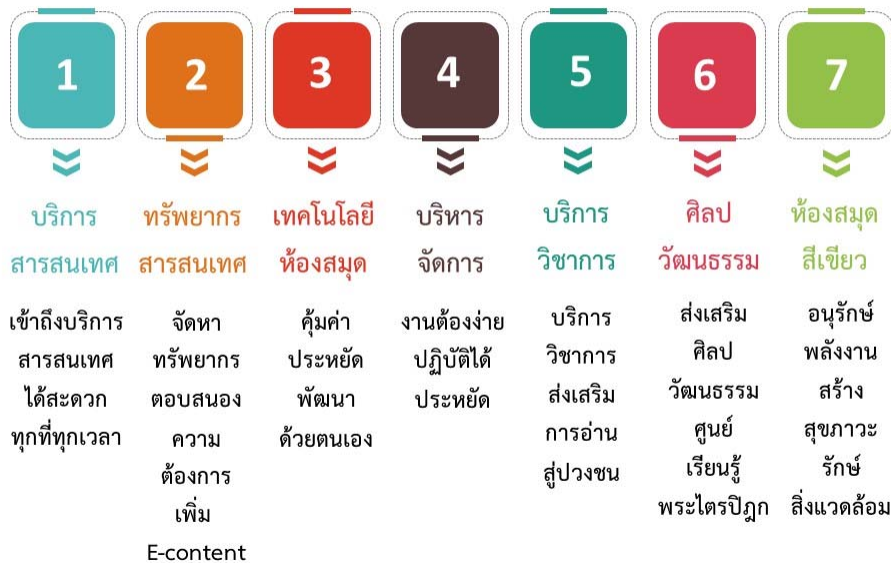 1
บริการ
สารสนเทศ
เข้าถึงบริการ
สารสนเทศ
ได้สะดวก
ทุกที่ทุกเวลา
2
ทรัพยากร
สารสนเทศ
จัดหา
ทรัพยากร
ตอบสนอง
ความ
ต้องการ
เพิ่ม
E-content
3
เทคโนโลยี
ห้องสมุด
คุ้มค่า
ประหยัด
พัฒนา
ด้วยตนเอง
4
บริหาร
จัดการ
งานต้องง่าย
ปฏิบัติได้
ประหยัด
5
บริการ
วิชาการ
บริการ
วิชาการ
ส่งเสริม
การอ่าน
สู่ปวงชน
6
ศิลป
วัฒนธรรม
ส่งเสริม
ศิลป
วัฒนธรรม
ศูนย์
เรียนรู้
พระไตรปิฎก
7
ห้องสมุด
สีเขียว
อนุรักษ์
พลังงาน
สร้าง
สุขภาวะ
รักษ์
สิ่งแวดล้อม